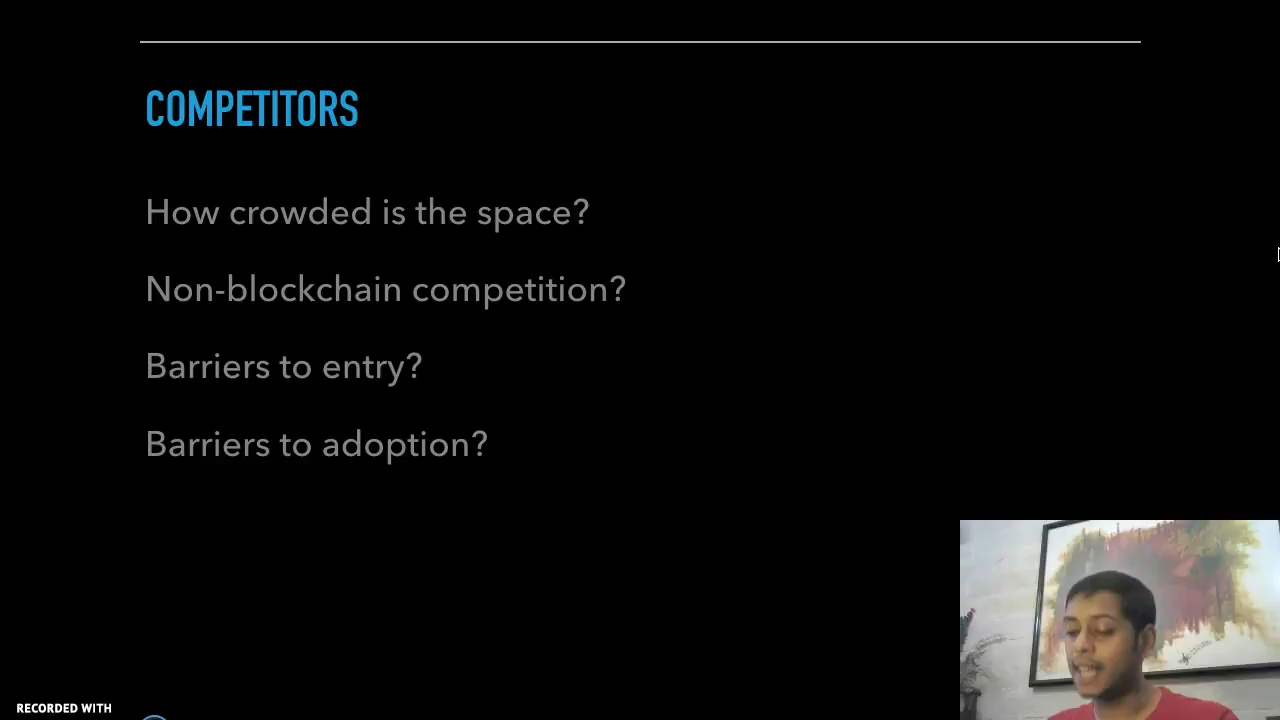 COMPETITORS
How crowded is the space?
Non-blockchain competition?
Barriers to entry?
Barriers to adoption?
RECORDED WITH